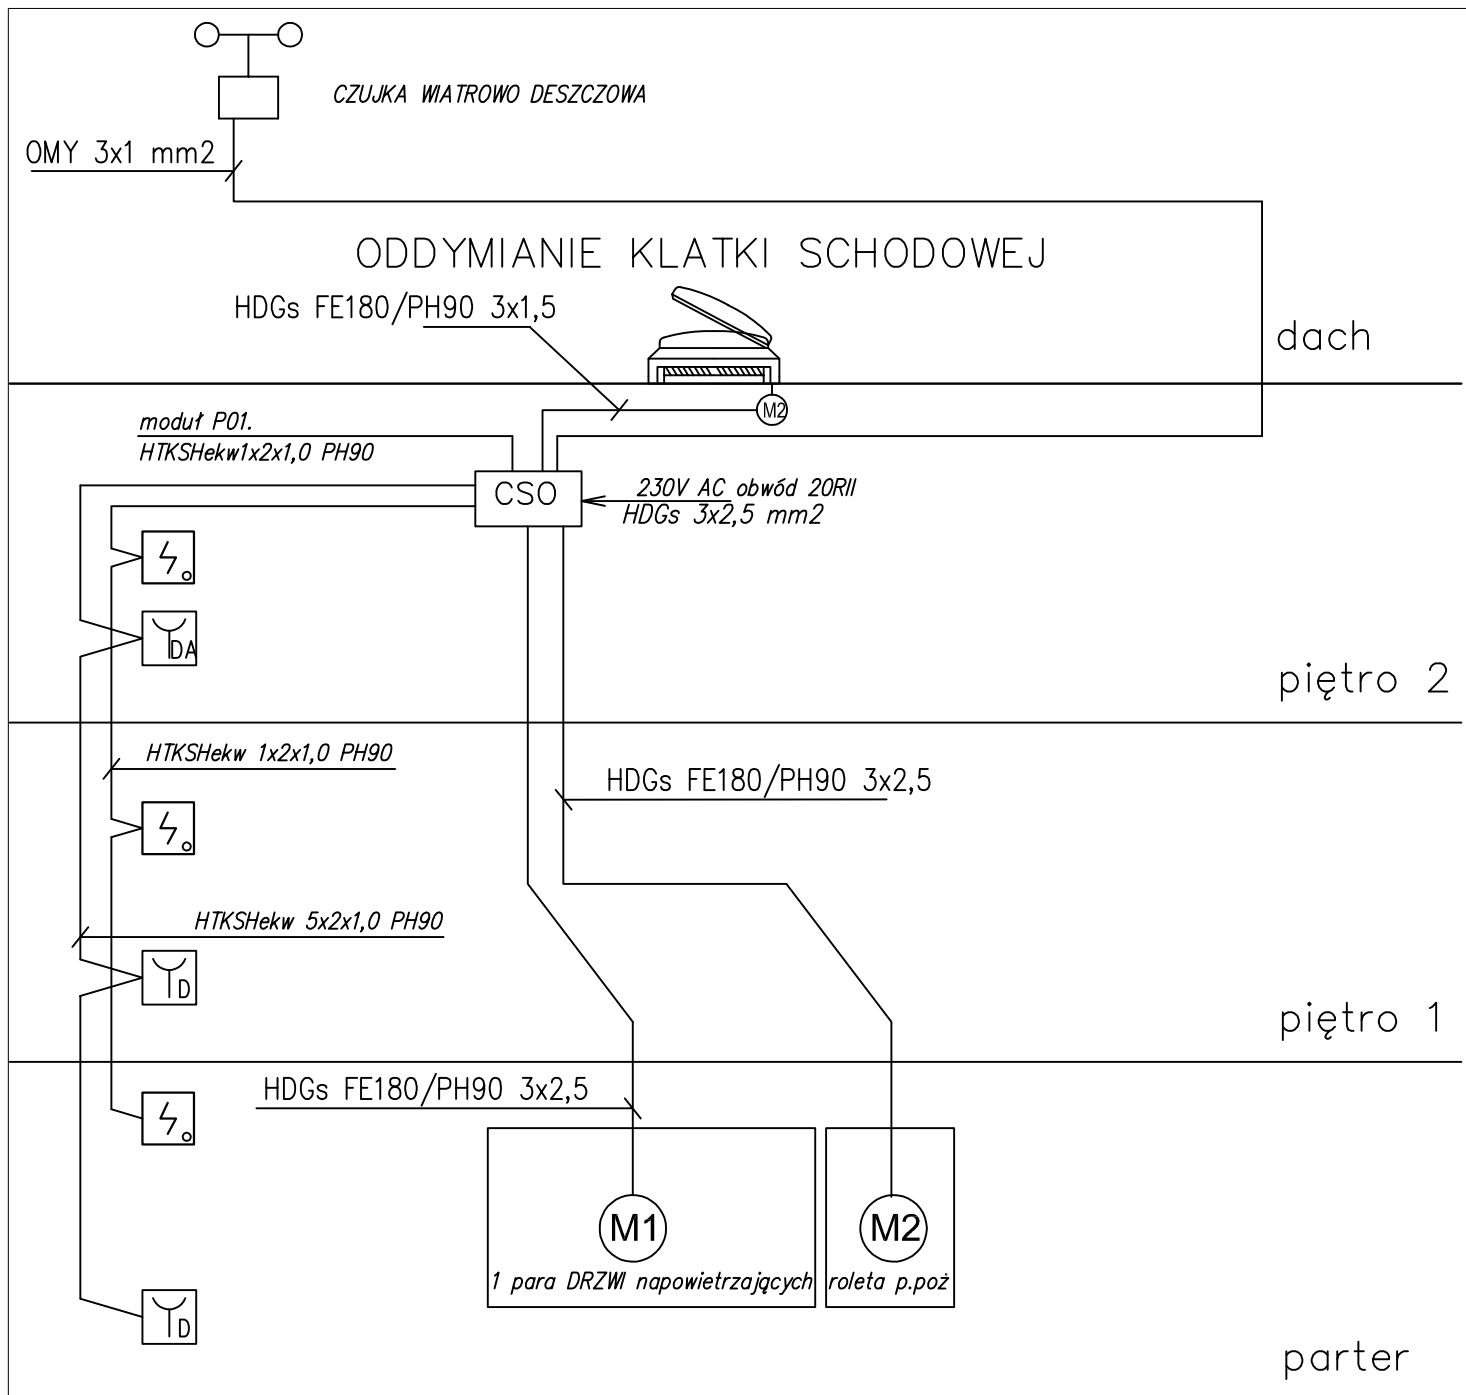 CZUJKA WIATROWO DESZCZOWA
OMY 3x1 mm2
ODDYMIANIE KLATKI SCHODOWEJ
HDGs FE180/PH90 3x1,5
dach
M2
moduł P01.
HTKSHekw1x2x1,0 PH90
CSO
230V AC obwód 20RII
HDGs 3x2,5 mm2
DA
piętro 2
HTKSHekw 1x2x1,0 PH90
HDGs FE180/PH90 3x2,5
HTKSHekw 5x2x1,0 PH90
D
piętro 1
HDGs FE180/PH90 3x2,5
M1
M2
1 para DRZWI napowietrzających
roleta p.poż
D
parter